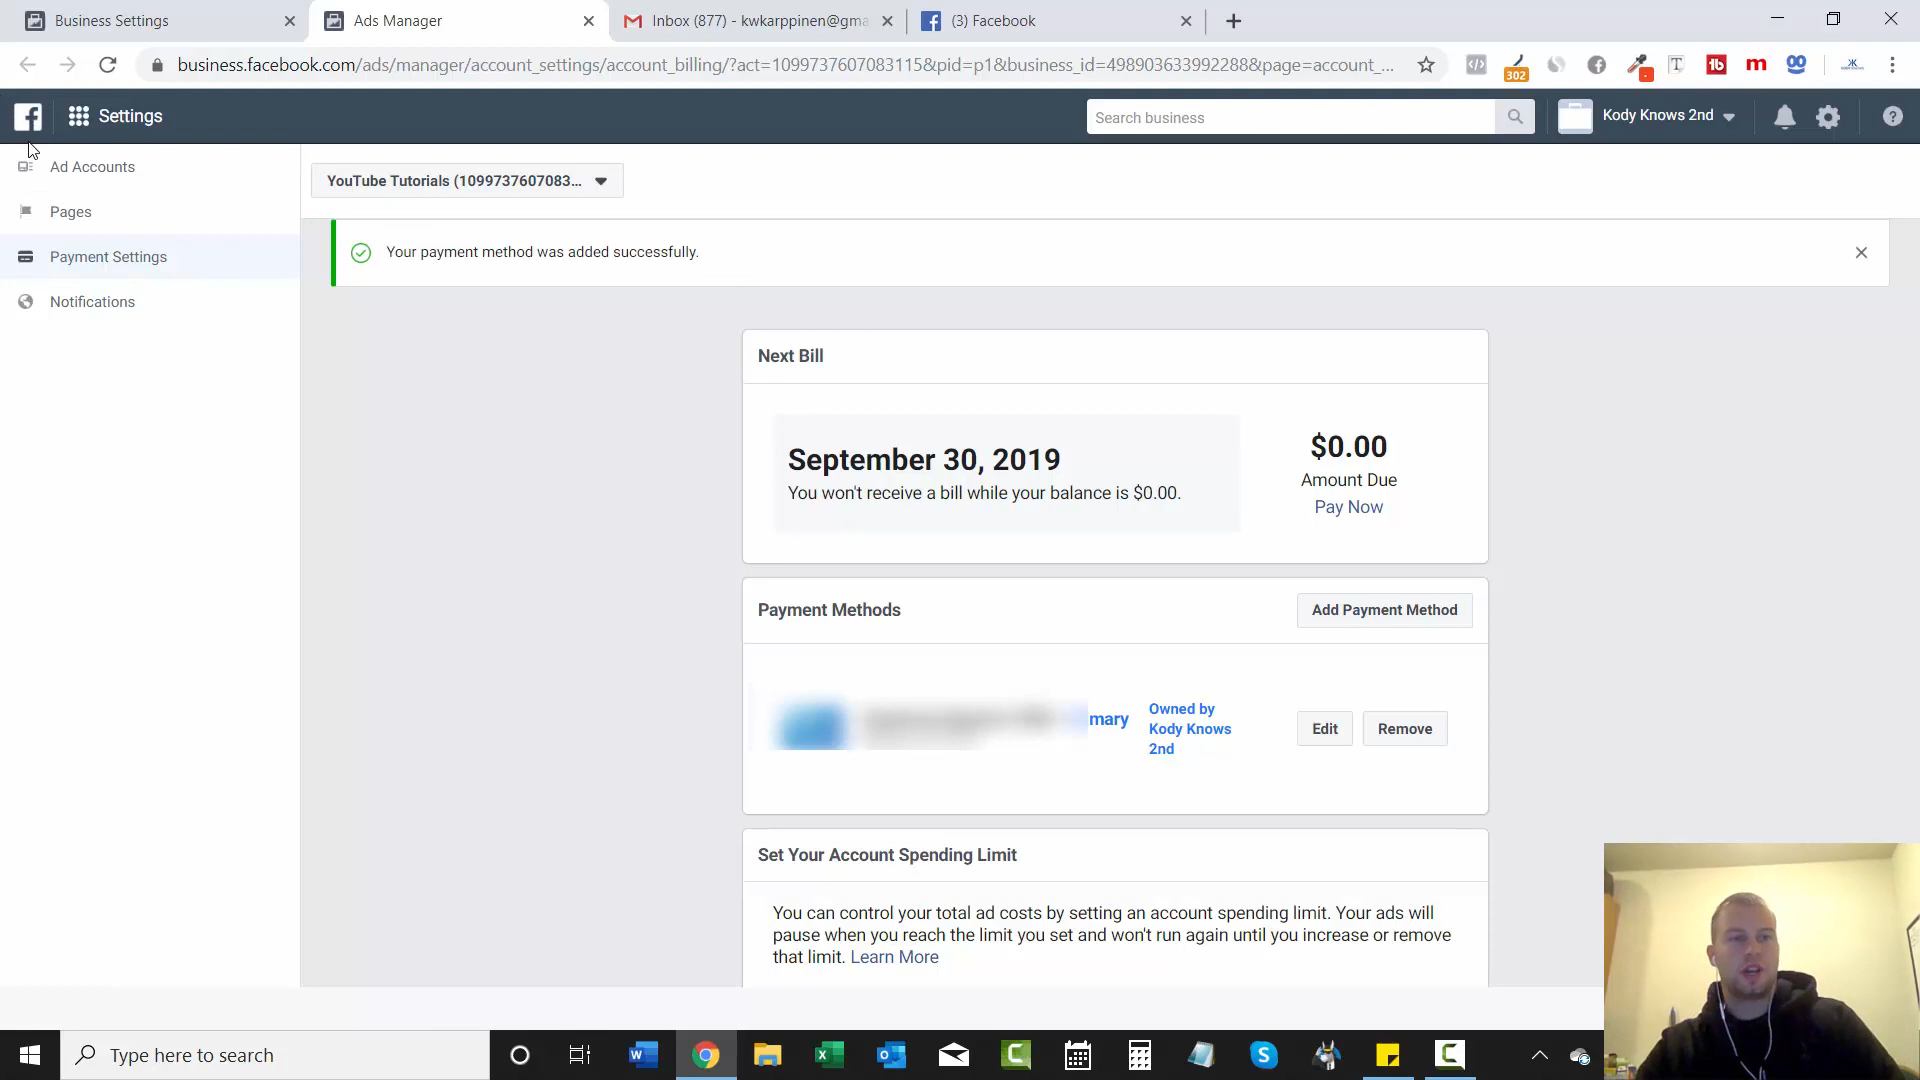 Business Settings
Ads Manager
Inbox (877) - kwkarppinen@gma
(3) Facebook
business.facebook.com/ads/manager/account_settings/account_billing/?act=1099737607083115&pid=p1&business_id=498903633992288&page=account_...
302
Settings
Search business
Kody Knows 2nd
Ad Accounts
Pages
Payment Settings
Notifications
YouTube Tutorials (1099737607083...
Your payment method was added successfully.
Next Bill
September 30, 2019
You won't receive a bill while your balance is $0.00.
$0.00
Amount Due
Pay Now
Payment Methods
Add Payment Method
mary
Owned by
Kody Knows
2nd
Edit
Remove
Set Your Account Spending Limit
You can control your total ad costs by setting an account spending limit. Your ads will
pause when you reach the limit you set and won't run again until you increase or remove
that limit. Learn More
Type here to search